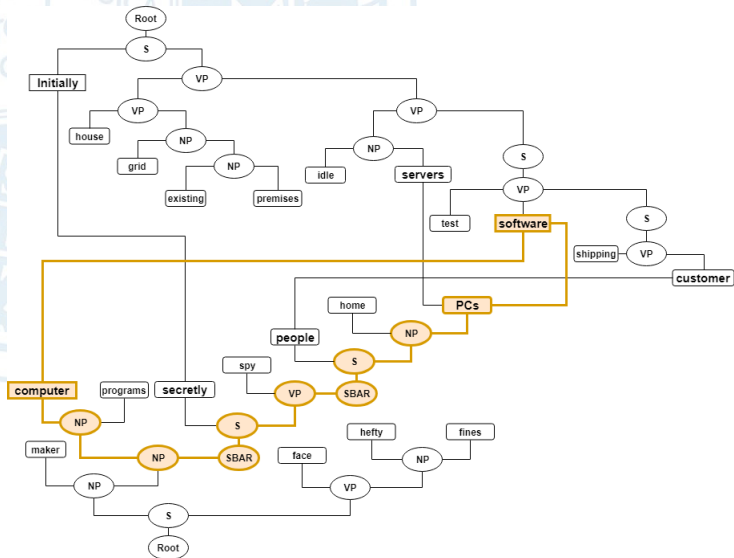 Root
S
Initially
VP
VP
VP
house
NP
NP
S
grid
idle
servers
NP
existing
premises
VP
test
software
S
shipping
VP
customer
home
PCs
people
NP
spy
S
computer
programs
secretly
VP
SBAR
NP
S
hefty
fines
maker
NP
SBAR
face
NP
NP
VP
S
Root